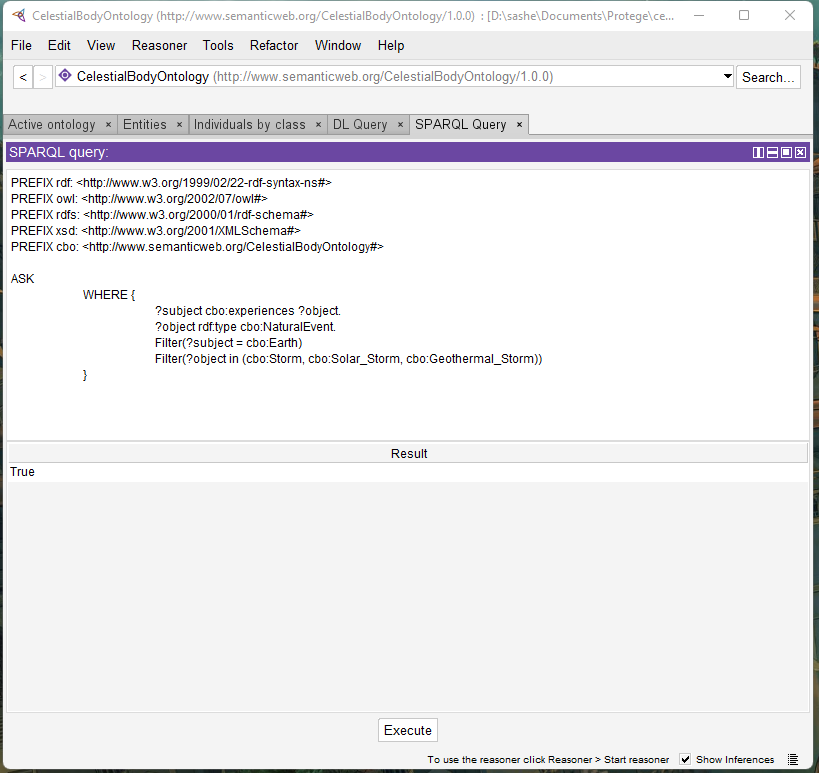 CelestialBodyOntology (http://www.semanticweb.org/CelestialBodyOntology/1.0.0) : [D:\sashe\Documents\Protege\ce...
File Edit View Reasoner Tools Refactor Window Help
< > CelestialBodyOntology (http://www.semanticweb.org/CelestialBodyOntology/1.0.0) Search...
Active ontology × Entities × Individuals by class × DL Query × SPARQL Query ×
SPARQL query:
PREFIX rdf: <http://www.w3.org/1999/02/22-rdf-syntax-ns#>
PREFIX owl: <http://www.w3.org/2002/07/owl#>
PREFIX rdfs: <http://www.w3.org/2000/01/rdf-schema#>
PREFIX xsd: <http://www.w3.org/2001/XMLSchema#>
PREFIX cbo: <http://www.semanticweb.org/CelestialBodyOntology#>
ASK
WHERE {
?subject cbo:experiences ?object.
?object rdf:type cbo:NaturalEvent.
Filter(?subject = cbo:Earth)
Filter(?object in (cbo:Storm, cbo:Solar_Storm, cbo:Geothermal_Storm))
}
Result
True
Execute
To use the reasoner click Reasoner > Start reasoner Show Inferences